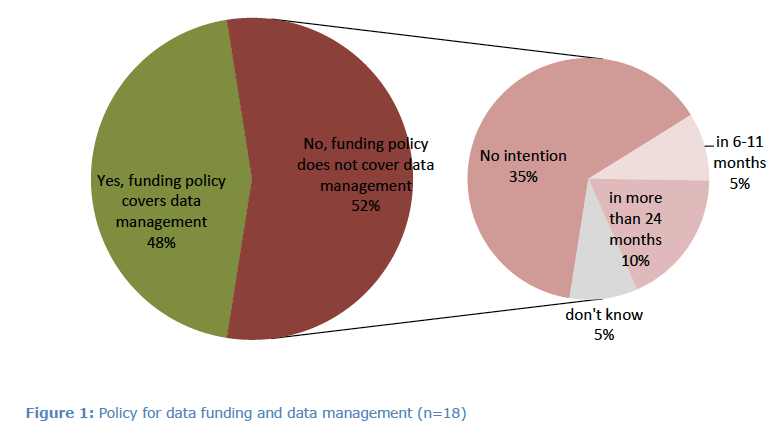 Yes, funding policy
covers data
management
48%
No, funding policy
does not cover data
management
52%
No intention
35%
in 6-11
months
5%
in more
than 24
months
10%
don't know
5%
Figure 1: Policy for data funding and data management (n=18)